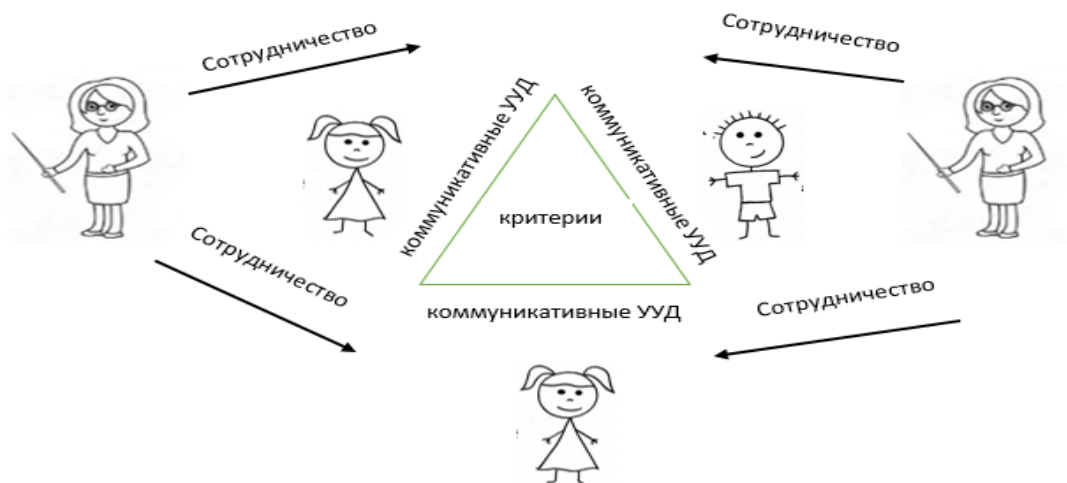 Сотрудничество
Сотрудничество
коммуникативные УУД
коммуникативные УУД
критерии
Сотрудничество
Сотрудничество
коммуникативные УУД